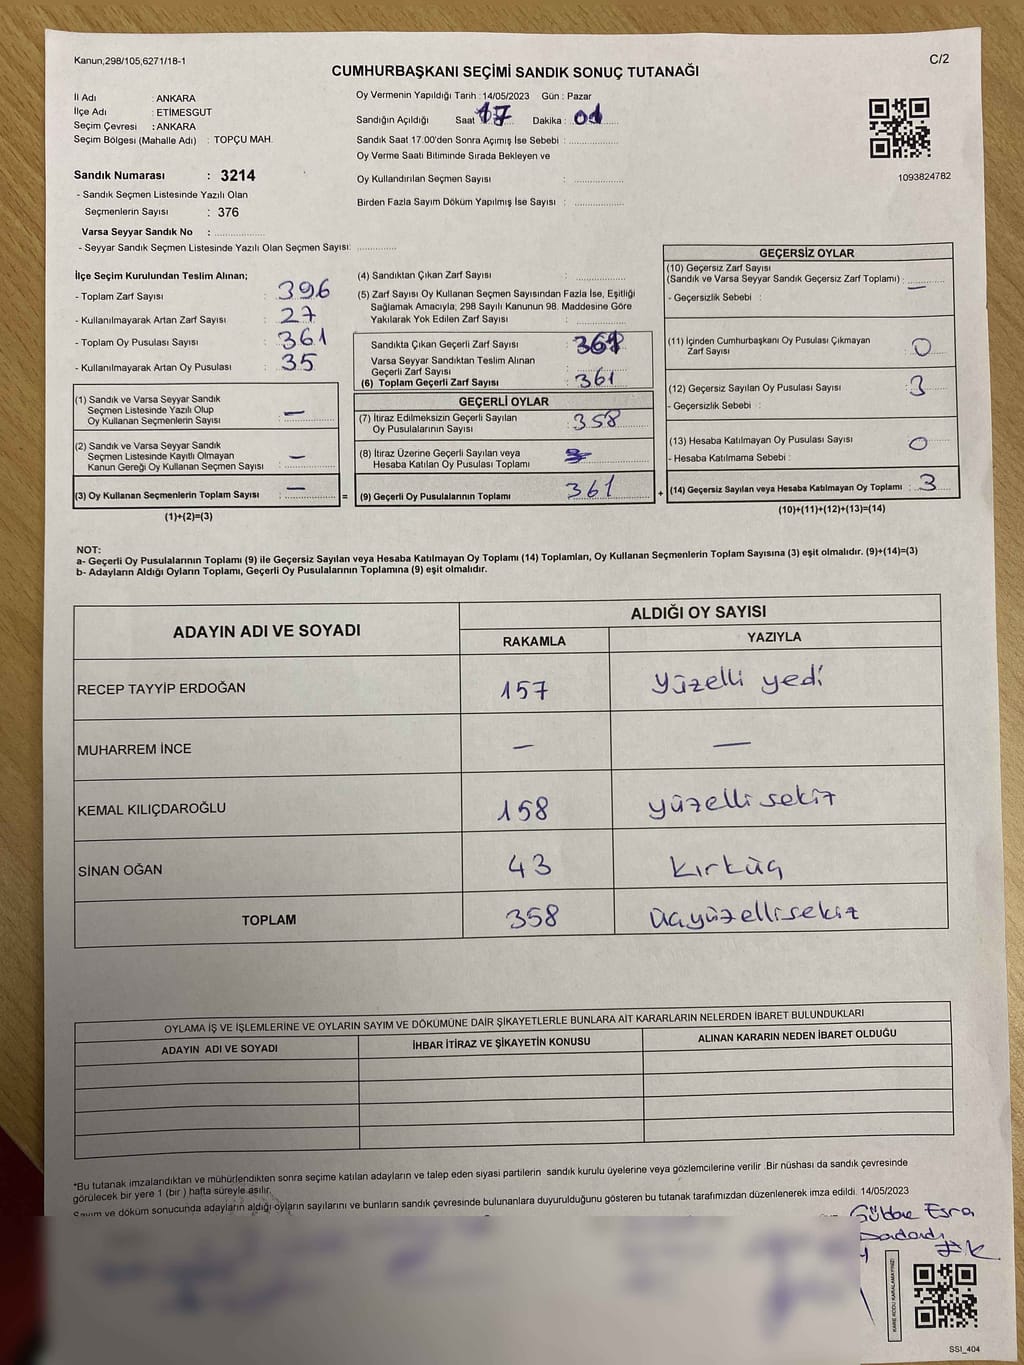 Kanun,298/105,6271/18-1
C/2
CUMHURBAŞKANI SEÇİMİ SANDIK SONUÇ TUTANAĞI
İl Adı : ANKARA
İlçe Adı : ETİMESGUT
Seçim Çevresi : ANKARA
Seçim Bölgesi (Mahalle Adı) : TOPÇU MAH.
Oy Vermenin Yapıldığı Tarih : 14/05/2023 Gün : Pazar
Sandığın Açıldığı Saat 17 Dakika : 01
Sandık Saat 17.00'den Sonra Açımış İse Sebebi : ..................
Oy Verme Saati Bitiminde Sırada Bekleyen ve
Oy Kullandırılan Seçmen Sayısı : ..................
Birden Fazla Sayım Döküm Yapılmış İse Sayısı : ..................
1093824782
Sandık Numarası : 3214
- Sandık Seçmen Listesinde Yazılı Olan
Seçmenlerin Sayısı : 376
Varsa Seyyar Sandık No : ..................
- Seyyar Sandık Seçmen Listesinde Yazılı Olan Seçmen Sayısı: ..............
İlçe Seçim Kurulundan Teslim Alınan;
- Toplam Zarf Sayısı : 396
- Kullanılmayarak Artan Zarf Sayısı : 27
- Toplam Oy Pusulası Sayısı : 361
- Kullanılmayarak Artan Oy Pusulası : 35
(1) Sandık ve Varsa Seyyar Sandık
Seçmen Listesinde Yazılı Olup
Oy Kullanan Seçmenlerin Sayısı : —
(2) Sandık ve Varsa Seyyar Sandık
Seçmen Listesinde Kayıtlı Olmayan
Kanun Gereği Oy Kullanan Seçmen Sayısı : —
(3) Oy Kullanan Seçmenlerin Toplam Sayısı : — =
(1)+(2)=(3)
(4) Sandıktan Çıkan Zarf Sayısı : ..................
(5) Zarf Sayısı Oy Kullanan Seçmen Sayısından Fazla İse, Eşitliği
Sağlamak Amacıyla, 298 Sayılı Kanunun 98. Maddesine Göre
Yakılarak Yok Edilen Zarf Sayısı : ..................
Sandıkta Çıkan Geçerli Zarf Sayısı : 361
Varsa Seyyar Sandıktan Teslim Alınan
Geçerli Zarf Sayısı :
(6) Toplam Geçerli Zarf Sayısı : 361
GEÇERLİ OYLAR
(7) İtiraz Edilmeksizin Geçerli Sayılan
Oy Pusulalarının Sayısı : 358
(8) İtiraz Üzerine Geçerli Sayılan veya
Hesaba Katılan Oy Pusulası Toplamı :
(9) Geçerli Oy Pusulalarının Toplamı : 361 +
GEÇERSİZ OYLAR
(10) Geçersiz Zarf Sayısı
(Sandık ve Varsa Seyyar Sandık Geçersiz Zarf Toplamı) : —
- Geçersizlik Sebebi :
(11) İçinden Cumhurbaşkanı Oy Pusulası Çıkmayan
Zarf Sayısı : 0
(12) Geçersiz Sayılan Oy Pusulası Sayısı : 3
- Geçersizlik Sebebi :
(13) Hesaba Katılmayan Oy Pusulası Sayısı : 0
- Hesaba Katılmama Sebebi :
(14) Geçersiz Sayılan veya Hesaba Katılmayan Oy Toplamı : 3
(10)+(11)+(12)+(13)=(14)
NOT:
a- Geçerli Oy Pusulalarının Toplamı (9) ile Geçersiz Sayılan veya Hesaba Katılmayan Oy Toplamı (14) Toplamları, Oy Kullanan Seçmenlerin Toplam Sayısına (3) eşit olmalıdır. (9)+(14)=(3)
b- Adayların Aldığı Oyların Toplamı, Geçerli Oy Pusulalarının Toplamına (9) eşit olmalıdır.
ADAYIN ADI VE SOYADI
ALDIĞI OY SAYISI
RAKAMLA YAZIYLA
RECEP TAYYİP ERDOĞAN 157 Yüzelli yedi
MUHARREM İNCE — —
KEMAL KILIÇDAROĞLU 158 yüzelli sekiz
SİNAN OĞAN 43 kırküç
TOPLAM 358 Üçyüzellisekiz
OYLAMA İŞ VE İŞLEMLERİNE VE OYLARIN SAYIM VE DÖKÜMÜNE DAİR ŞİKAYETLERLE BUNLARA AİT KARARLARIN NELERDEN İBARET BULUNDUKLARI
ADAYIN ADI VE SOYADI İHBAR İTİRAZ VE ŞİKAYETİN KONUSU ALINAN KARARIN NEDEN İBARET OLDUĞU
*Bu tutanak imzalandıktan ve mühürlendikten sonra seçime katılan adayların ve talep eden siyasi partilerin sandık kurulu üyelerine veya gözlemcilerine verilir .Bir nüshası da sandık çevresinde
görülecek bir yere 1 (bir ) hafta süreyle asılır.
Sayım ve döküm sonucunda adayların aldığı oyların sayılarını ve bunların sandık çevresinde bulunanlara duyurulduğunu gösteren bu tutanak tarafımızdan düzenlenerek imza edildi. 14/05/2023
Esra
KARE KODU KARALAMAYINIZ!
SSI_404